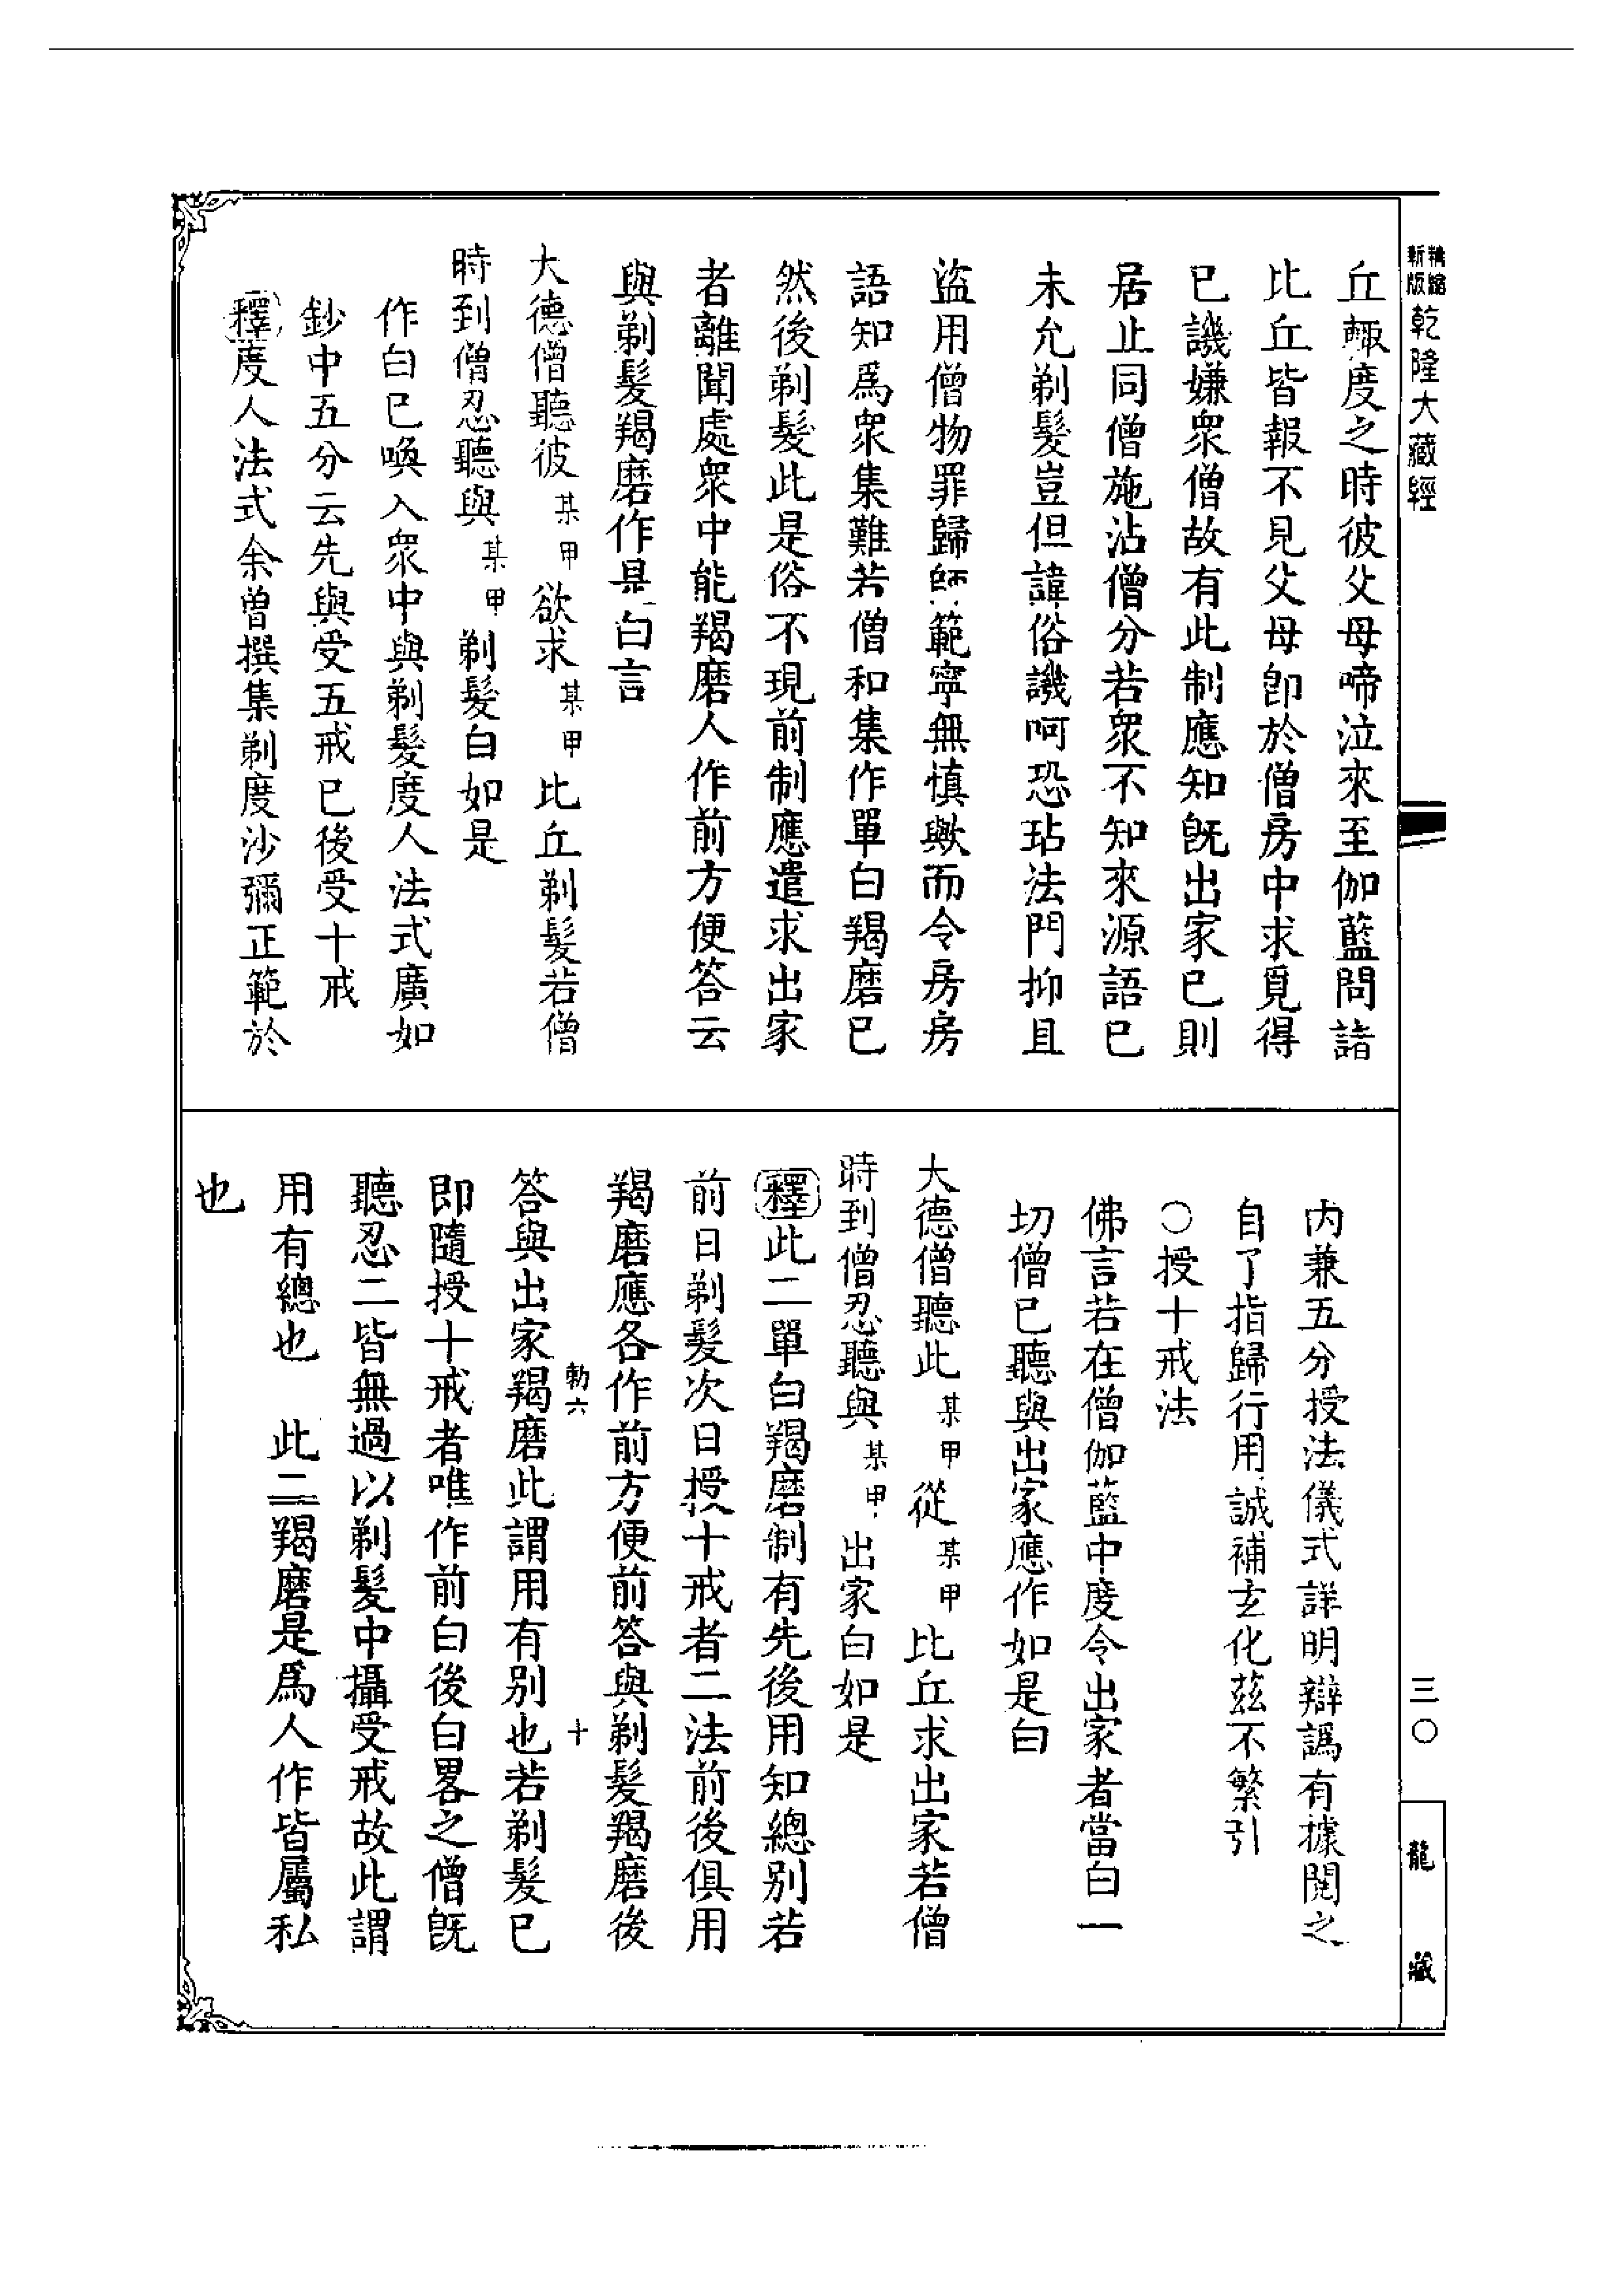 新版精縮
乾隆大藏經
三〇
龍藏
丘輙度之時彼父母啼泣來至伽藍問諸
比丘皆報不見父母卽於僧房中求覓得
已譏嫌衆僧故有此制應知旣出家已則
居止同僧施沾僧分若衆不知來源語已
未允剃髮豈但諱俗譏呵恐玷法門抑且
盜用僧物罪歸師範寧無慎歟而令房房
語知爲衆集難若僧和集作單白羯磨已
然後剃髮此是俗不現前制應遣求出家
者離聞處衆中能羯磨人作前方便答云
與剃髮羯磨作是白言
大德僧聽彼某甲欲求某甲比丘剃髮若僧
時到僧忍聽與某甲剃髮白如是
作白已喚入衆中與剃髮度人法式廣如
鈔中五分云先與受五戒已後受十戒
釋度人法式余曾撰集剃度沙彌正範於
內兼五分授法儀式詳明辯譌有據閱之
自了指歸行用誠補玄化茲不繁引
○授十戒法
佛言若在僧伽藍中度令出家者當白一
切僧已聽與出家應作如是白
大德僧聽此某甲從某甲比丘求出家若僧
時到僧忍聽與某甲出家白如是
釋此二單白羯磨制有先後用知總別若
前日剃髮次日授十戒者二法前後俱用
羯磨應各作前方便前答與剃髮羯磨後
勅六 十
答與出家羯磨此謂用有別也若剃髮已
即隨授十戒者唯作前白後白畧之僧旣
聽忍二皆無過以剃髮中攝受戒故此謂
用有總也 此二羯磨是爲人作皆屬私
也